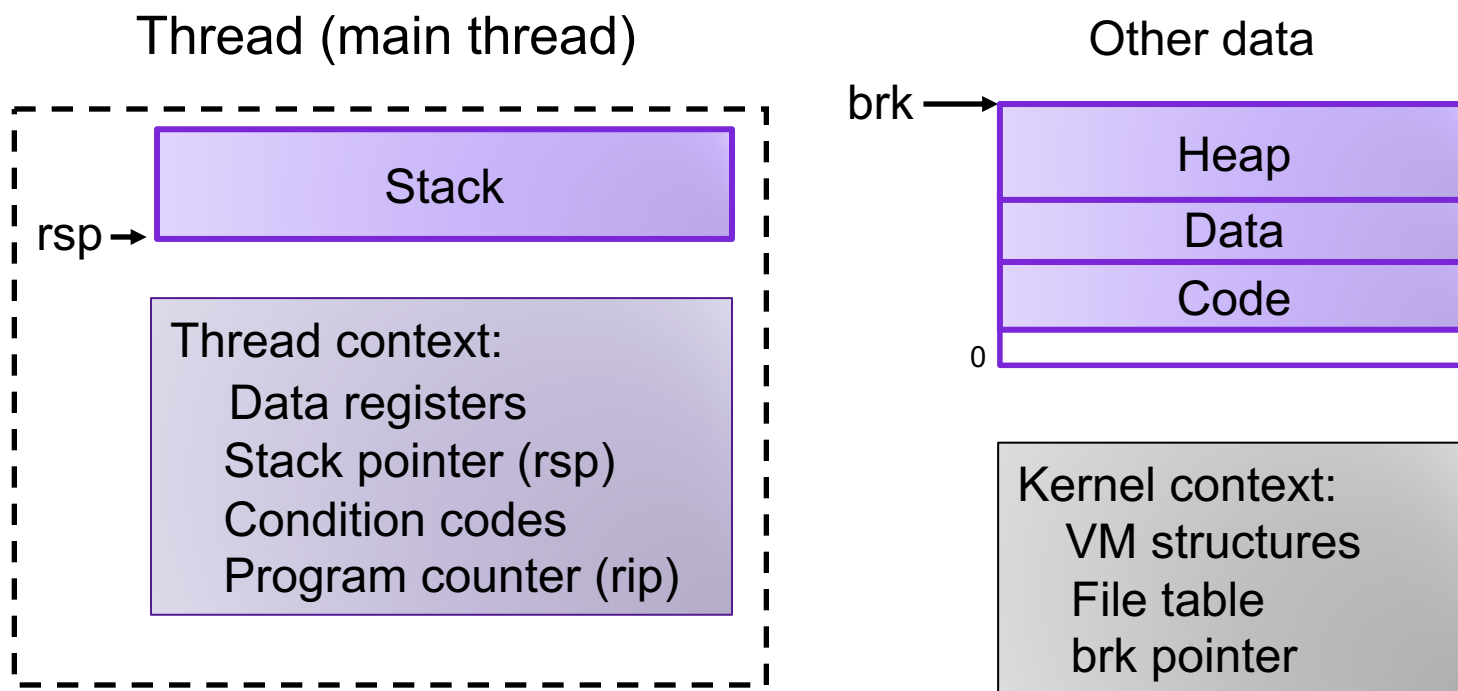 Thread (main thread)
Stack
rsp
Thread context:
Data registers
Stack pointer (rsp)
Condition codes
Program counter (rip)
Other data
brk
Heap
Data
Code
0
Kernel context:
VM structures
File table
brk pointer